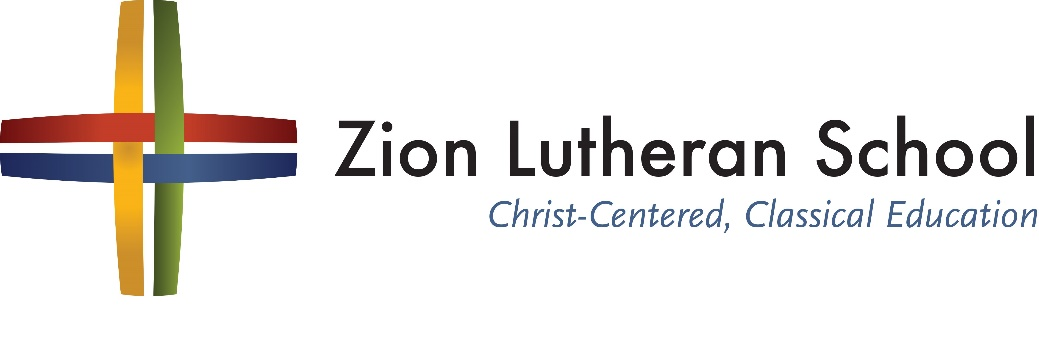 Zion Lutheran School
Christ-Centered, Classical Education